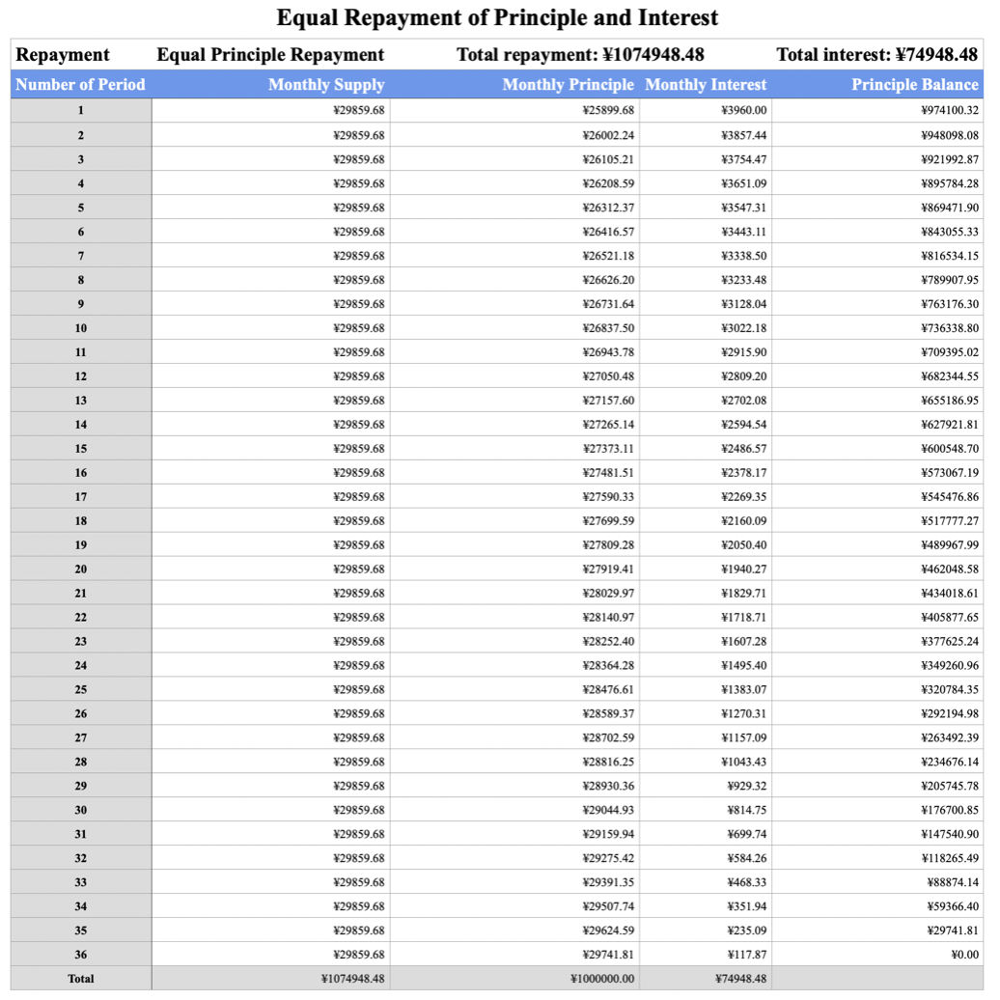 Equal Repayment of Principle and Interest
Repayment Equal Principle Repayment Total repayment: ¥1074948.48 Total interest: ¥74948.48
Number of Period Monthly Supply Monthly Principle Monthly Interest Principle Balance
1 ¥29859.68 ¥25899.68 ¥3960.00 ¥974100.32
2 ¥29859.68 ¥26002.24 ¥3857.44 ¥948098.08
3 ¥29859.68 ¥26105.21 ¥3754.47 ¥921992.87
4 ¥29859.68 ¥26208.59 ¥3651.09 ¥895784.28
5 ¥29859.68 ¥26312.37 ¥3547.31 ¥869471.90
6 ¥29859.68 ¥26416.57 ¥3443.11 ¥843055.33
7 ¥29859.68 ¥26521.18 ¥3338.50 ¥816534.15
8 ¥29859.68 ¥26626.20 ¥3233.48 ¥789907.95
9 ¥29859.68 ¥26731.64 ¥3128.04 ¥763176.30
10 ¥29859.68 ¥26837.50 ¥3022.18 ¥736338.80
11 ¥29859.68 ¥26943.78 ¥2915.90 ¥709395.02
12 ¥29859.68 ¥27050.48 ¥2809.20 ¥682344.55
13 ¥29859.68 ¥27157.60 ¥2702.08 ¥655186.95
14 ¥29859.68 ¥27265.14 ¥2594.54 ¥627921.81
15 ¥29859.68 ¥27373.11 ¥2486.57 ¥600548.70
16 ¥29859.68 ¥27481.51 ¥2378.17 ¥573067.19
17 ¥29859.68 ¥27590.33 ¥2269.35 ¥545476.86
18 ¥29859.68 ¥27699.59 ¥2160.09 ¥517777.27
19 ¥29859.68 ¥27809.28 ¥2050.40 ¥489967.99
20 ¥29859.68 ¥27919.41 ¥1940.27 ¥462048.58
21 ¥29859.68 ¥28029.97 ¥1829.71 ¥434018.61
22 ¥29859.68 ¥28140.97 ¥1718.71 ¥405877.65
23 ¥29859.68 ¥28252.40 ¥1607.28 ¥377625.24
24 ¥29859.68 ¥28364.28 ¥1495.40 ¥349260.96
25 ¥29859.68 ¥28476.61 ¥1383.07 ¥320784.35
26 ¥29859.68 ¥28589.37 ¥1270.31 ¥292194.98
27 ¥29859.68 ¥28702.59 ¥1157.09 ¥263492.39
28 ¥29859.68 ¥28816.25 ¥1043.43 ¥234676.14
29 ¥29859.68 ¥28930.36 ¥929.32 ¥205745.78
30 ¥29859.68 ¥29044.93 ¥814.75 ¥176700.85
31 ¥29859.68 ¥29159.94 ¥699.74 ¥147540.90
32 ¥29859.68 ¥29275.42 ¥584.26 ¥118265.49
33 ¥29859.68 ¥29391.35 ¥468.33 ¥88874.14
34 ¥29859.68 ¥29507.74 ¥351.94 ¥59366.40
35 ¥29859.68 ¥29624.59 ¥235.09 ¥29741.81
36 ¥29859.68 ¥29741.81 ¥117.87 ¥0.00
Total ¥1074948.48 ¥1000000.00 ¥74948.48